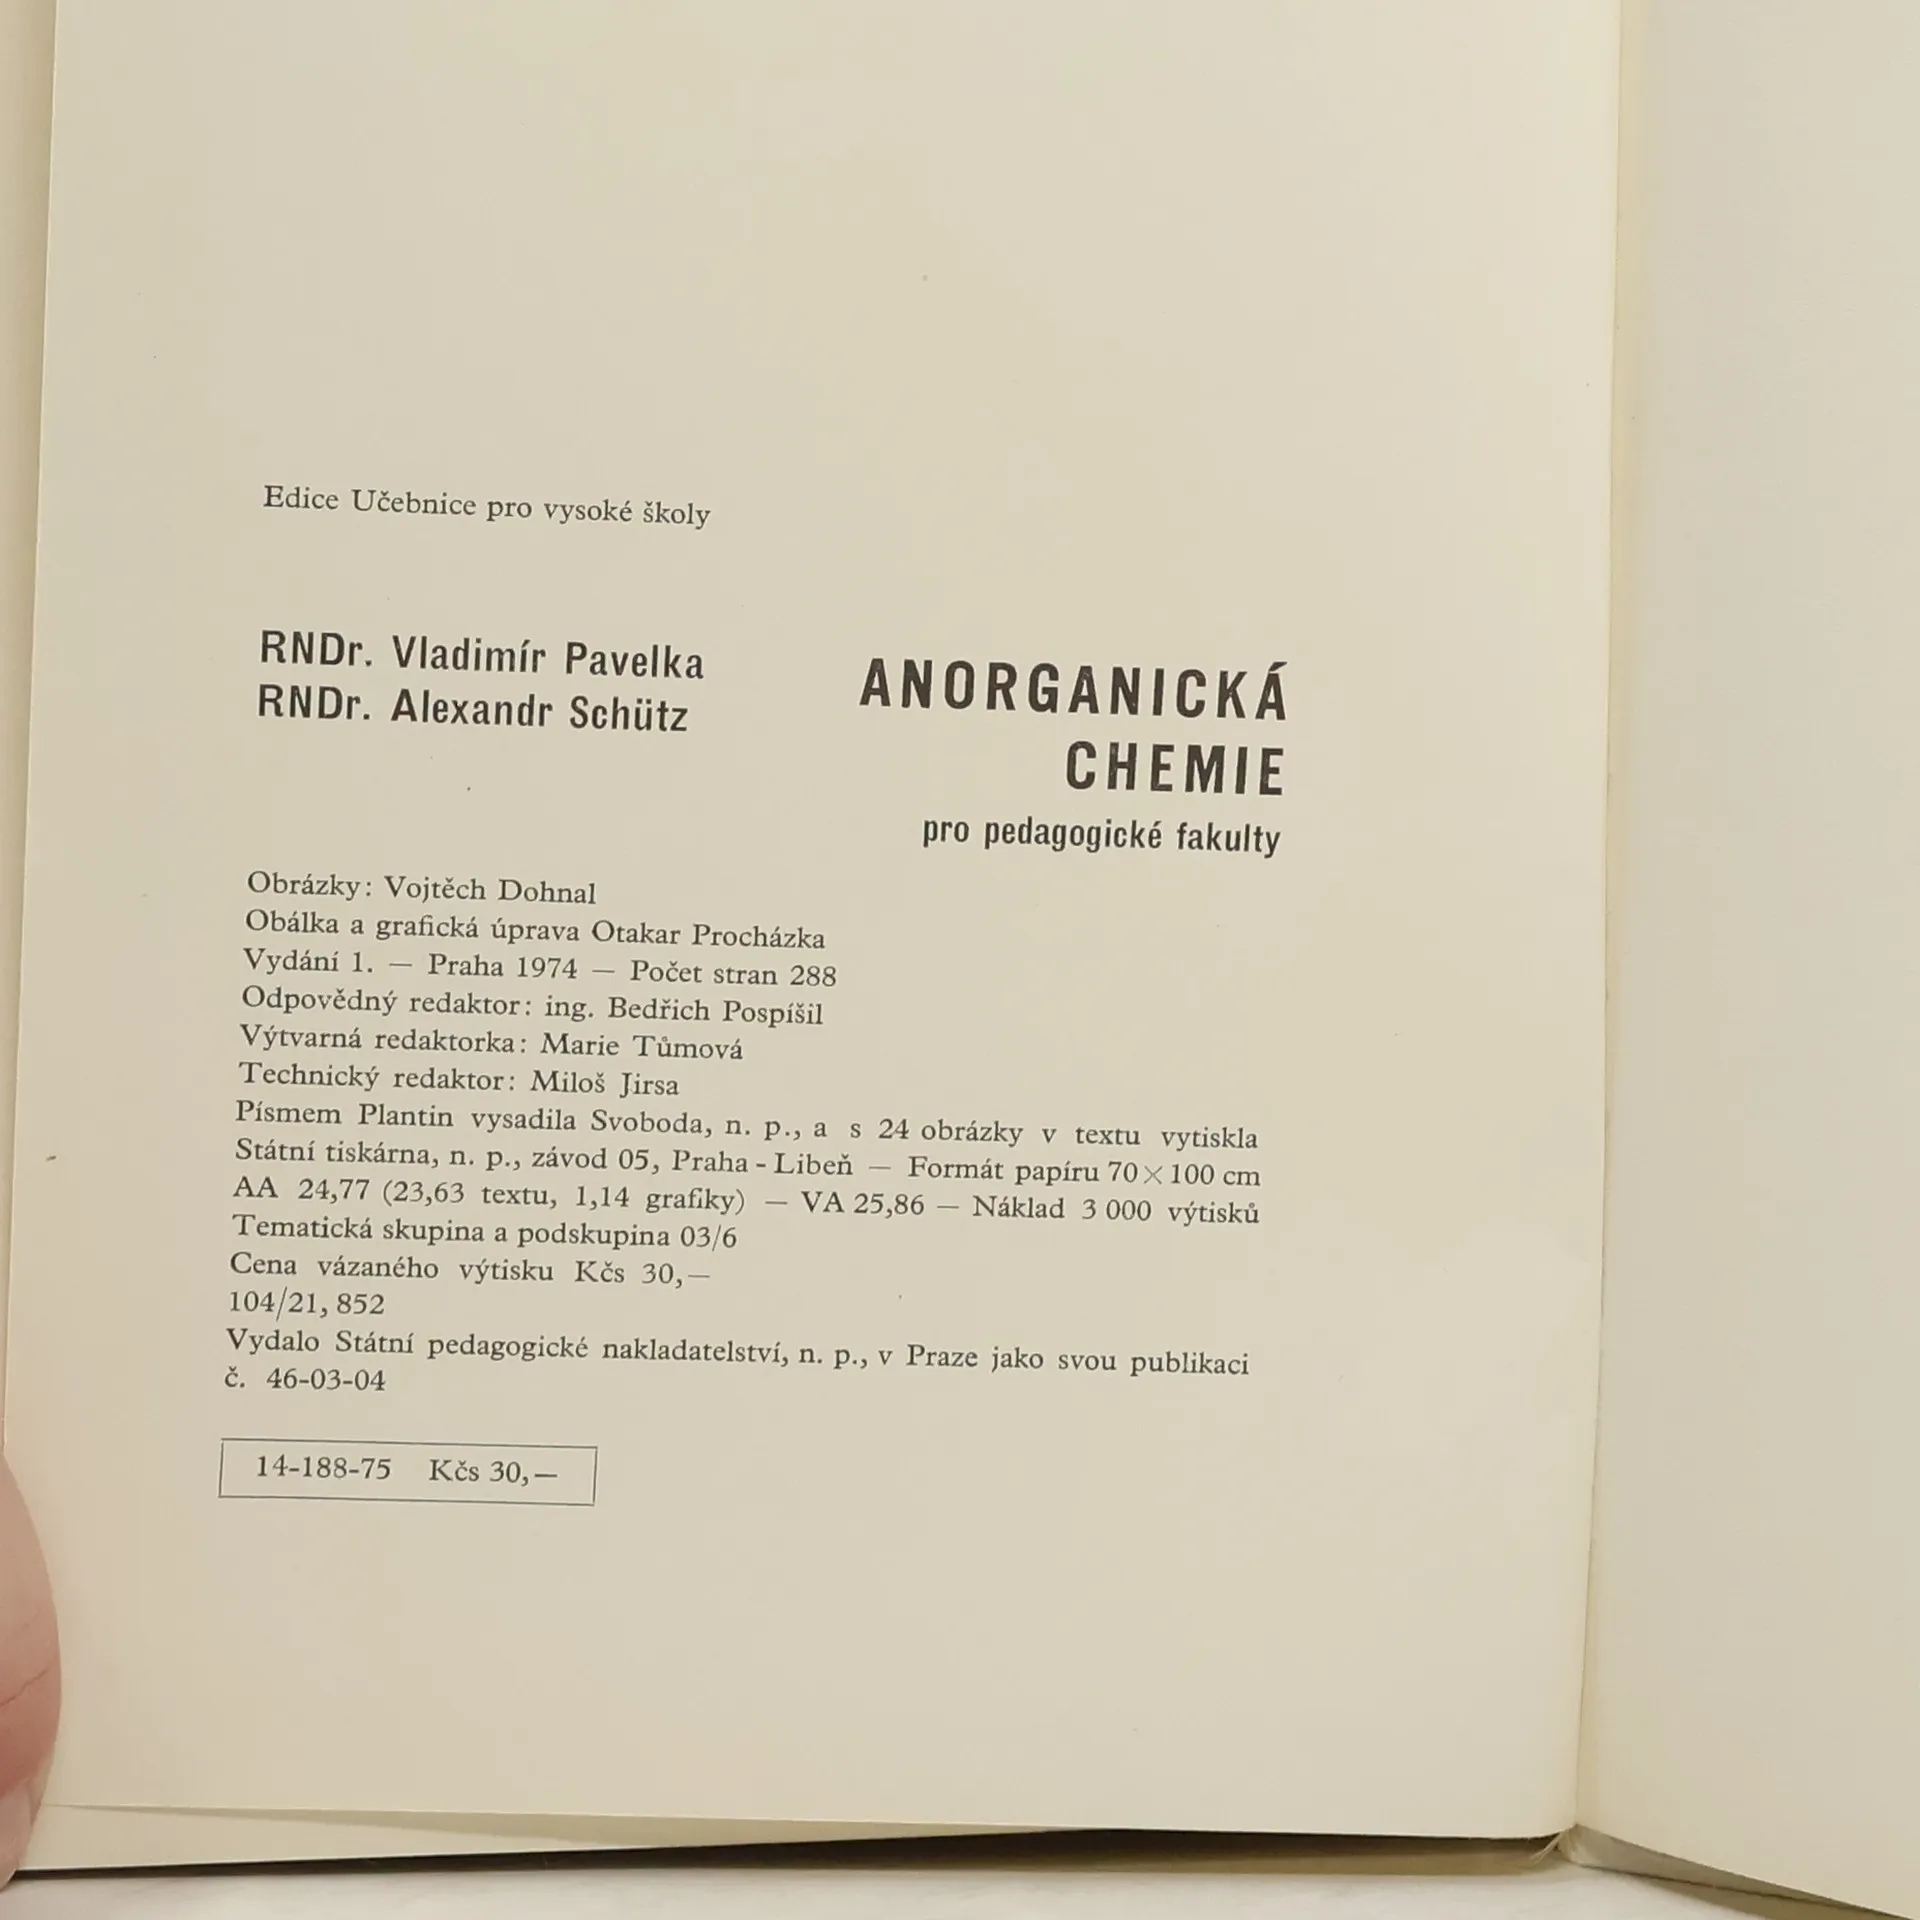 Edice Učebnice pro vysoké školy
RNDr. Vladimír Pavelka
RNDr. Alexandr Schütz
ANORGANICKÁ
CHEMIE
pro pedagogické fakulty
Obrázky: Vojtěch Dohnal
Obálka a grafická úprava Otakar Procházka
Vydání 1. — Praha 1974 — Počet stran 288
Odpovědný redaktor: ing. Bedřich Pospíšil
Výtvarná redaktorka: Marie Tůmová
Technický redaktor: Miloš Jirsa
Písmem Plantin vysadila Svoboda, n. p., a s 24 obrázky v textu vytiskla
Státní tiskárna, n. p., závod 05, Praha - Libeň — Formát papíru 70×100 cm
AA 24,77 (23,63 textu, 1,14 grafiky) — VA 25,86 — Náklad 3 000 výtisků
Tematická skupina a podskupina 03/6
Cena vázaného výtisku Kčs 30,—
104/21, 852
Vydalo Státní pedagogické nakladatelství, n. p., v Praze jako svou publikaci
č. 46-03-04
14-188-75 Kčs 30,—